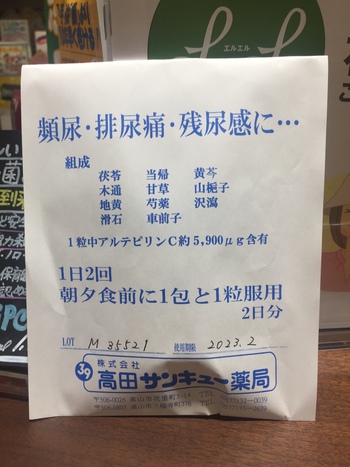 エルエル
頻尿・排尿痛・残尿感に…
組成
茯苓 当帰 黄芩
木通 甘草 山梔子
地黄 芍薬 沢瀉
滑石 車前子
1粒中アルテピリンC約5,900μg含有
1日2回
朝夕食前に1包と1粒服用
2日分
LOT M 35521 使用期限 2023.2
39 株式会社
高田サンキュー薬局